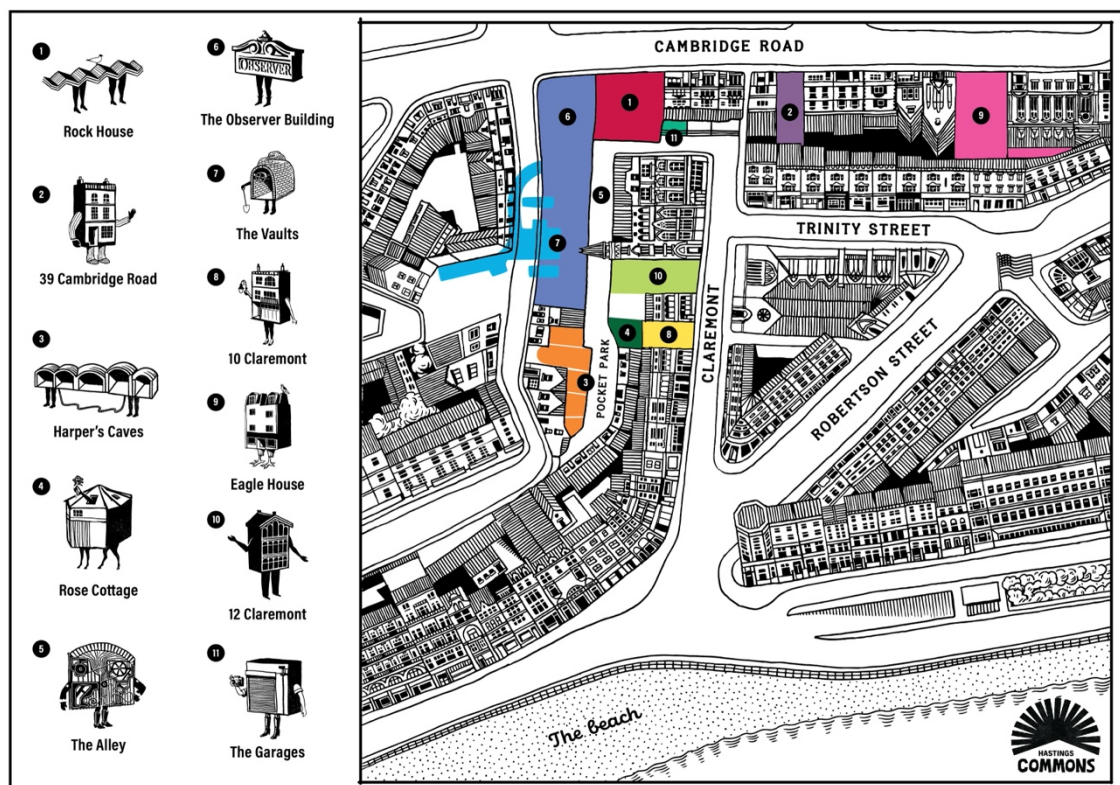 1
Rock House
2
39 Cambridge Road
3
Harper's Caves
4
Rose Cottage
5
The Alley
6
OBSERVER
The Observer Building
7
The Vaults
8
10 Claremont
9
Eagle House
10
12 Claremont
11
The Garages
CAMBRIDGE ROAD
6
1
11
2
9
5
7
10
4
8
3
TRINITY STREET
CLAREMONT
POCKET PARK
ROBERTSON STREET
The beach
HASTINGS
COMMONS